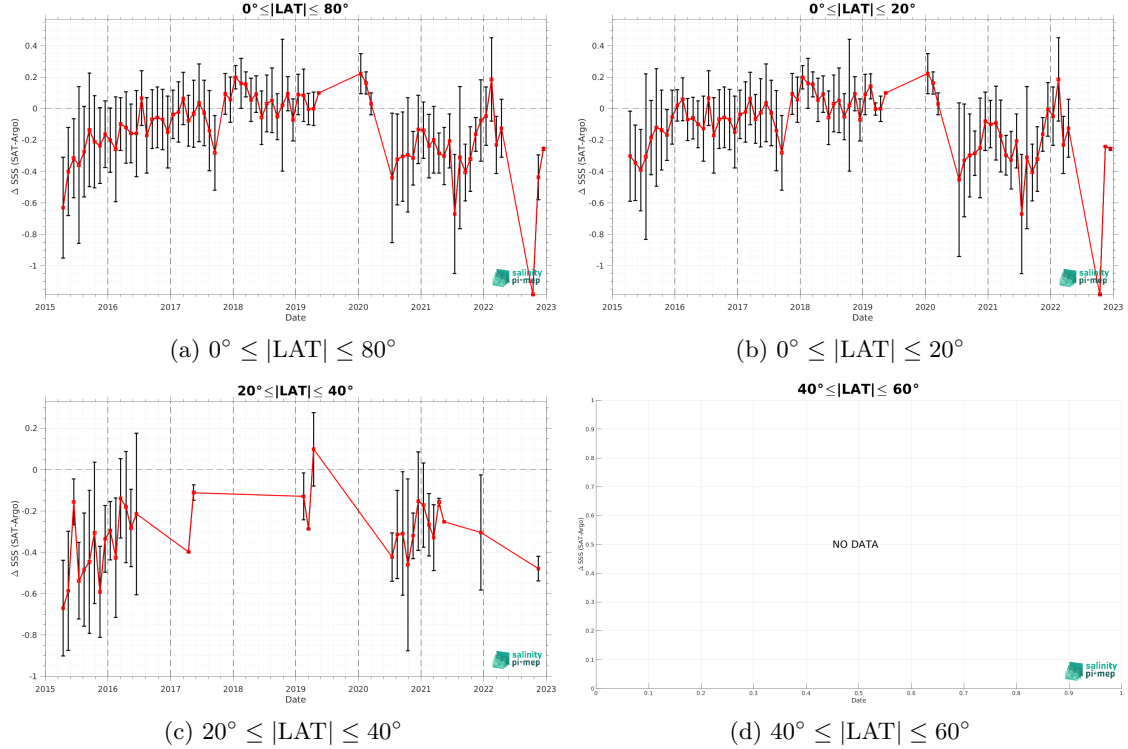 0°≤|LAT|≤ 80°
Δ SSS (SAT-Argo)
0.4
0.2
0
-0.2
-0.4
-0.6
-0.8
-1
2015 2016 2017 2018 2019 2020 2021 2022 2023
Date
salinity
pi-mep
(a) 0° ≤ |LAT| ≤ 80°
0°≤|LAT|≤ 20°
Δ SSS (SAT-Argo)
0.4
0.2
0
-0.2
-0.4
-0.6
-0.8
-1
2015 2016 2017 2018 2019 2020 2021 2022 2023
Date
salinity
pi-mep
(b) 0° ≤ |LAT| ≤ 20°
20°≤|LAT|≤ 40°
Δ SSS (SAT-Argo)
0.2
0
-0.2
-0.4
-0.6
-0.8
-1
2015 2016 2017 2018 2019 2020 2021 2022 2023
Date
salinity
pi-mep
(c) 20° ≤ |LAT| ≤ 40°
40°≤|LAT|≤ 60°
Δ SSS (SAT-Argo)
1
0.9
0.8
0.7
0.6
0.5
0.4
0.3
0.2
0.1
0
NO DATA
0 0.1 0.2 0.3 0.4 0.5 0.6 0.7 0.8 0.9 1
Date
salinity
pi-mep
(d) 40° ≤ |LAT| ≤ 60°